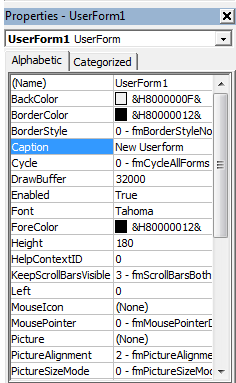 Properties - UserForm1
UserForm1 UserForm
Alphabetic Categorized
(Name) UserForm1
BackColor &H8000000F&
BorderColor &H80000012&
BorderStyle 0 - fmBorderStyleNo
Caption New Userform
Cycle 0 - fmCycleAllForms
DrawBuffer 32000
Enabled True
Font Tahoma
ForeColor &H80000012&
Height 180
HelpContextID 0
KeepScrollBarsVisible 3 - fmScrollBarsBoth
Left 0
MouseIcon (None)
MousePointer 0 - fmMousePointerD
Picture (None)
PictureAlignment 2 - fmPictureAlignmen
PictureSizeMode 0 - fmPictureSizeMod